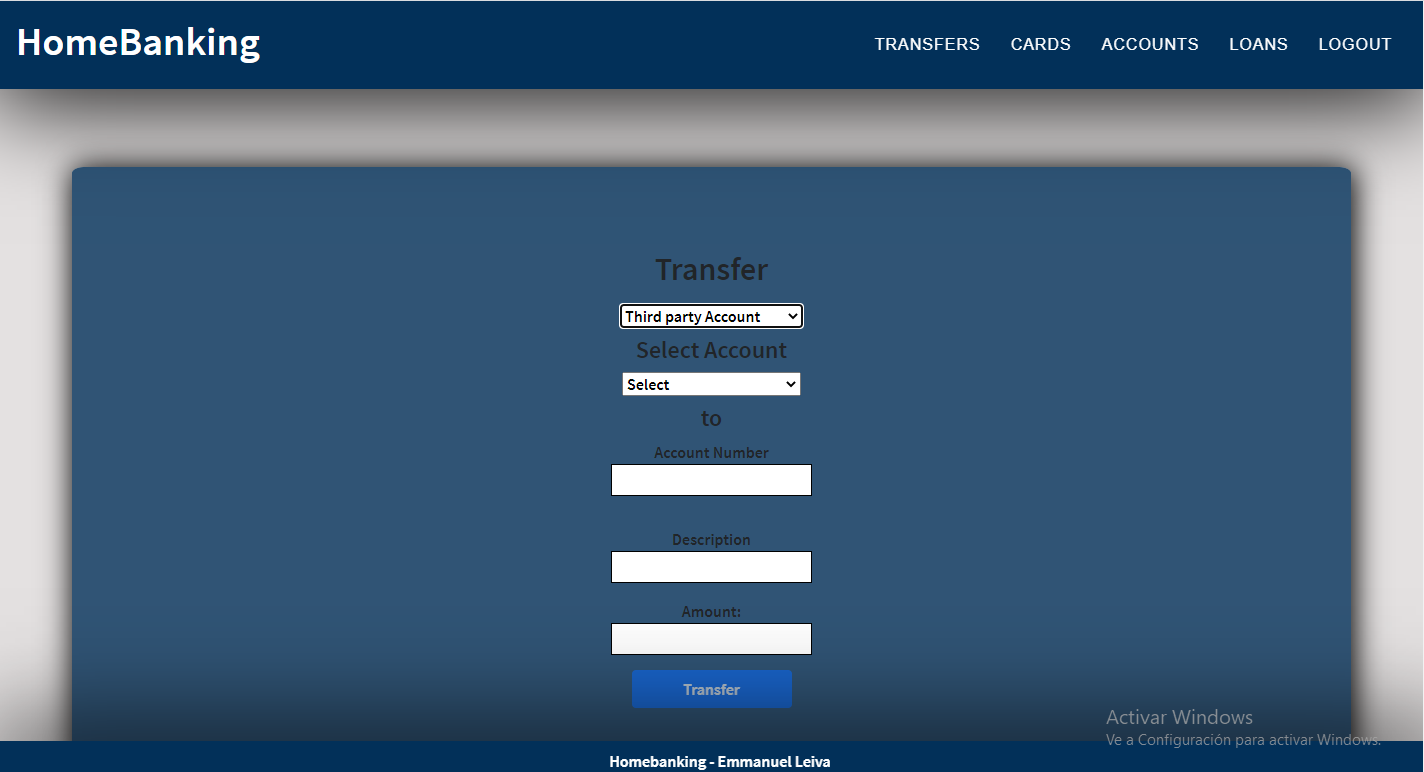 HomeBanking
TRANSFERS CARDS ACCOUNTS LOANS LOGOUT
Transfer
Third party Account
Select Account
Select
to
Account Number
Description
Amount:
Transfer
Activar Windows
Ve a Configuración para activar Windows.
Homebanking - Emmanuel Leiva